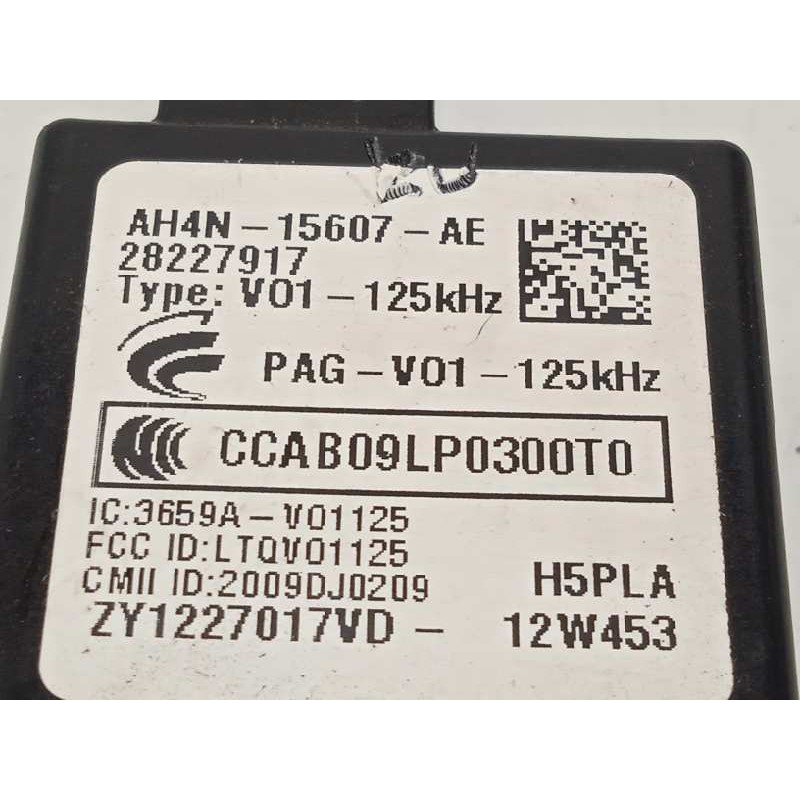 AH4N-15607-AE
28227917
Type: V01-125kHz
PAG-V01-125kHz
CCAB09LP0300T0
IC:3659A-V01125
FCC ID:LTQV01125
CMII ID:2009DJ0209
H5PLA
ZY1227017VD- 12W453